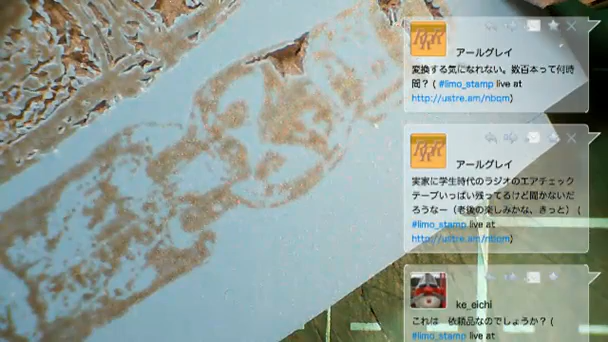 アールグレイ
変換する気になれない。数百本って何時
間？ ( #limo_stamp live at
http://ustre.am/nbqm)
アールグレイ
実家に学生時代のラジオのエアチェック
テープいっぱい残ってるけど聞かないだ
ろうなー（老後の楽しみかな、きっと） (
#limo_stamp live at
http://ustre.am/nbqm)
ke_eichi
これは　依頼品なのでしょうか？ (
#limo_stamp live at